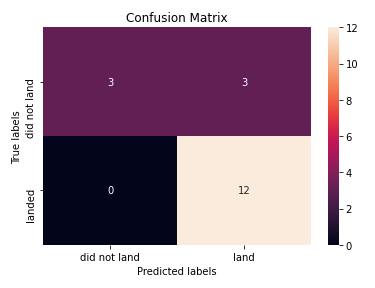 Confusion Matrix
True labels
did not land
landed
3
3
0
12
did not land
land
Predicted labels
12
10
8
6
4
2
0